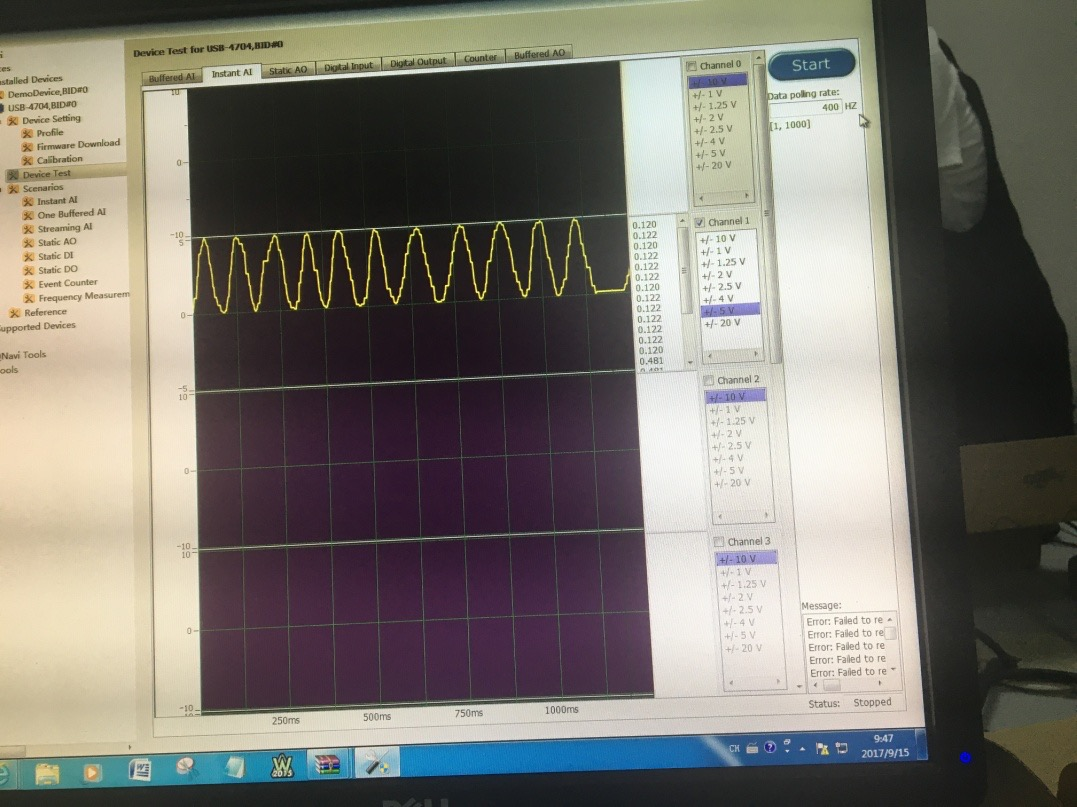 Device Test for USB-4704,BID#0
Buffered AI
Instant AI
Static AO
Digital Input
Digital Output
Counter
Buffered AO
stalled Devices
DemoDevice,BID#0
USB-4704,BID#0
Device Setting
Profile
Firmware Download
Calibration
Device Test
Scenarios
Instant AI
One Buffered AI
Streaming AI
Static AO
Static DI
Static DO
Event Counter
Frequency Measurem
Reference
upported Devices
Navi Tools
ools
10
0
-10
5
0
-5
10
0
-10
10
0
-10
250ms
500ms
750ms
1000ms
0.120
0.122
0.120
0.122
0.122
0.122
0.120
0.122
0.122
0.122
0.122
0.122
0.120
0.481
Channel 0
+/- 10 V
+/- 1 V
+/- 1.25 V
+/- 2 V
+/- 2.5 V
+/- 4 V
+/- 5 V
+/- 20 V
Channel 1
+/- 10 V
+/- 1 V
+/- 1.25 V
+/- 2 V
+/- 2.5 V
+/- 4 V
+/- 5 V
+/- 20 V
Channel 2
+/- 10 V
+/- 1 V
+/- 1.25 V
+/- 2 V
+/- 2.5 V
+/- 4 V
+/- 5 V
+/- 20 V
Channel 3
+/- 10 V
+/- 1 V
+/- 1.25 V
+/- 2 V
+/- 2.5 V
+/- 4 V
+/- 5 V
+/- 20 V
Start
Data polling rate:
400 HZ
[1, 1000]
Message:
Error: Failed to re
Error: Failed to re
Error: Failed to re
Error: Failed to re
Error: Failed to re
Status: Stopped
W
2015
CH
9:47
2017/9/15